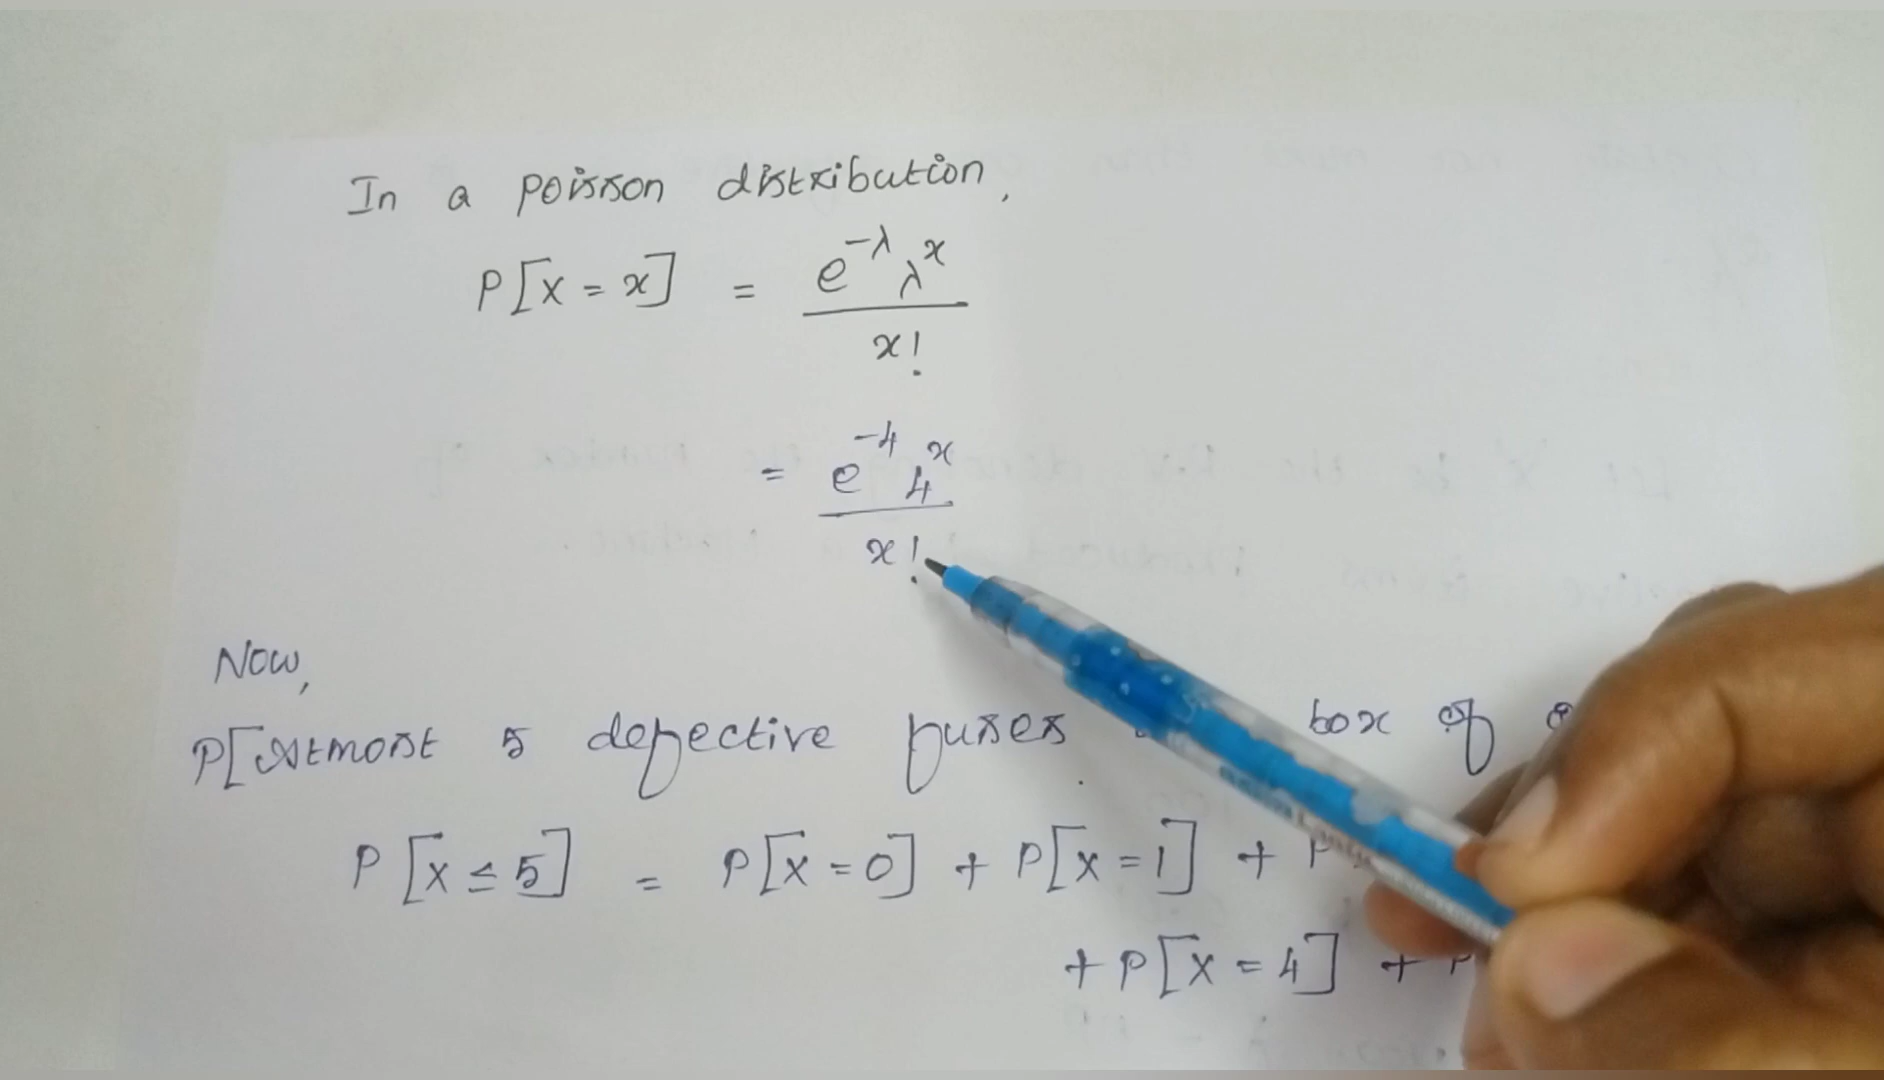 In a poisson distribution,
P[X = x] = e^{-λ} λ^x / x!
= e^{-4} 4^x / x!
Now,
P[Atmost 5 defective fuses box of
P[X ≤ 5] = P[X = 0] + P[X = 1] + P
+ P[X = 4] + P